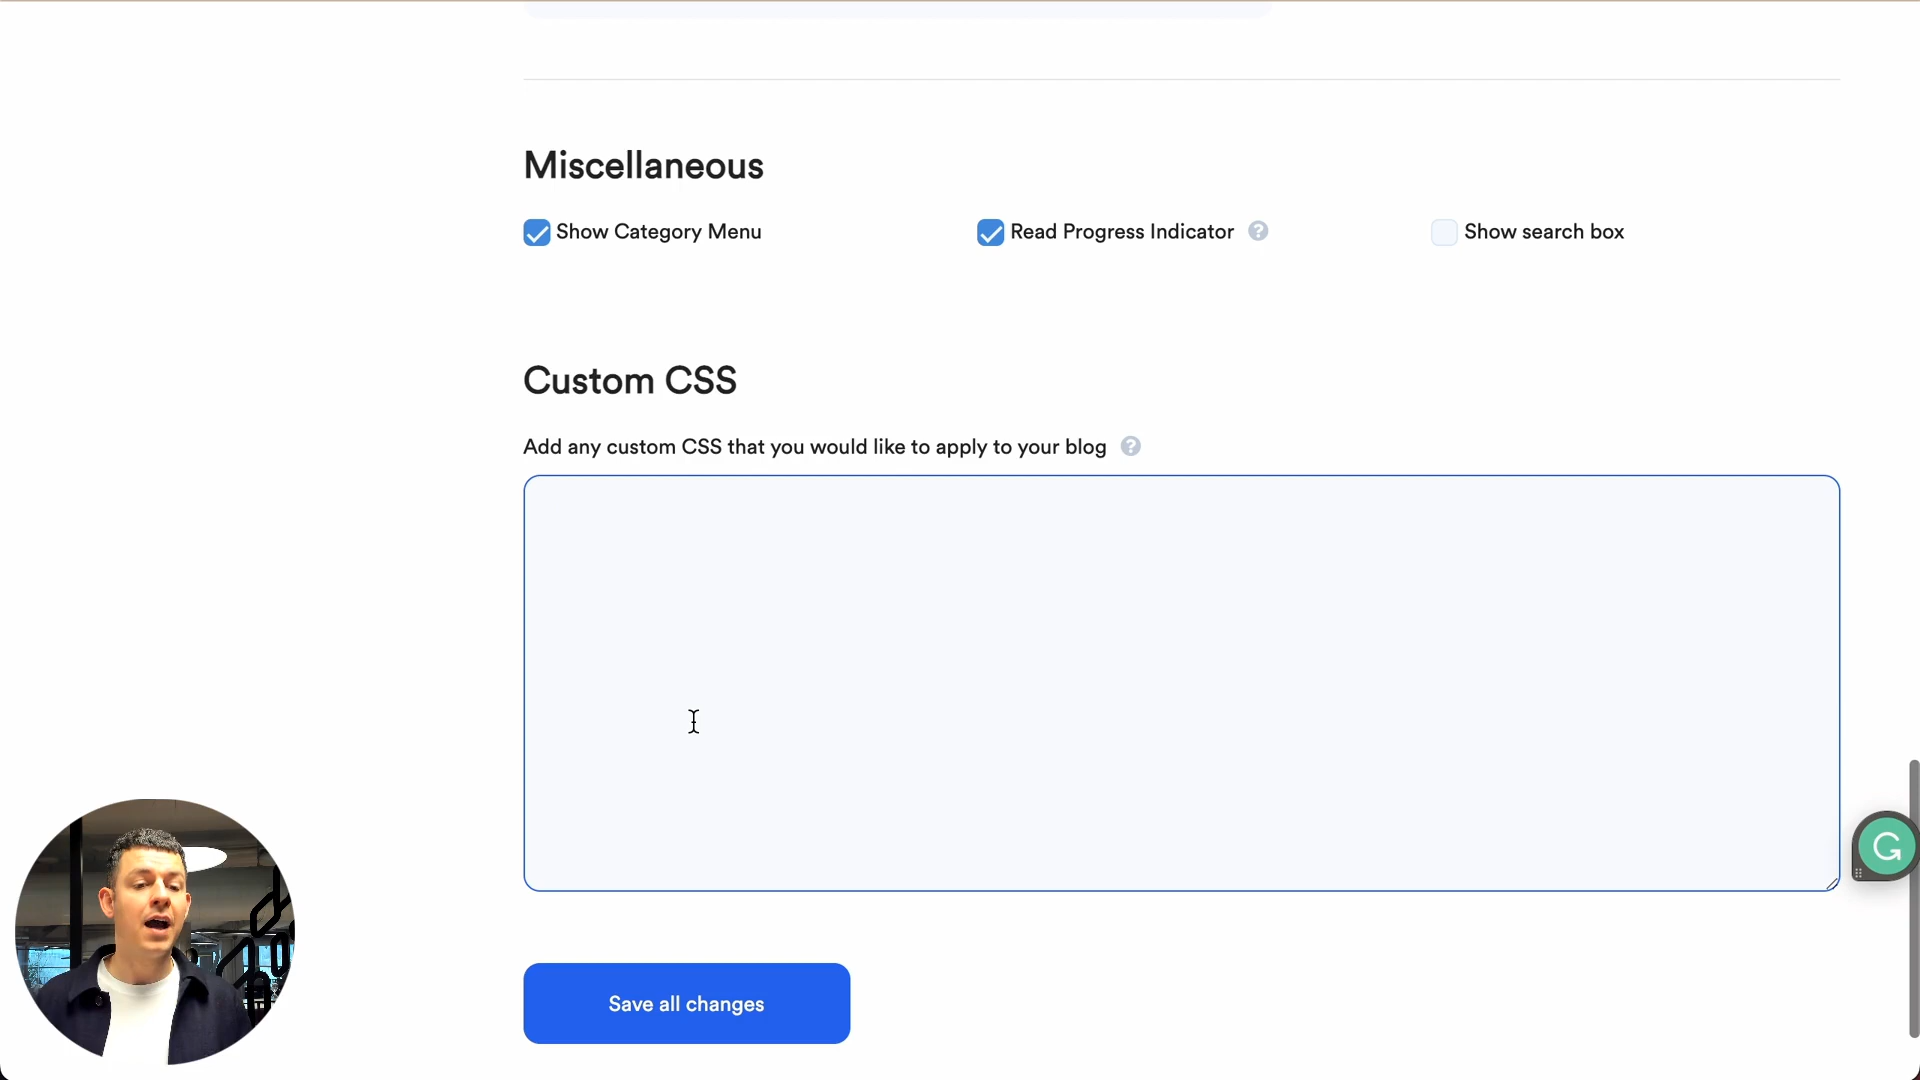 Miscellaneous
Show Category Menu
Read Progress Indicator ?
Show search box
Custom CSS
Add any custom CSS that you would like to apply to your blog ?
Save all changes